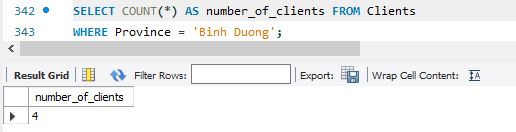 342 SELECT COUNT(*) AS number_of_clients FROM Clients
343 WHERE Province = 'Binh Duong';
Result Grid Filter Rows: Export: Wrap Cell Content:
number_of_clients
4